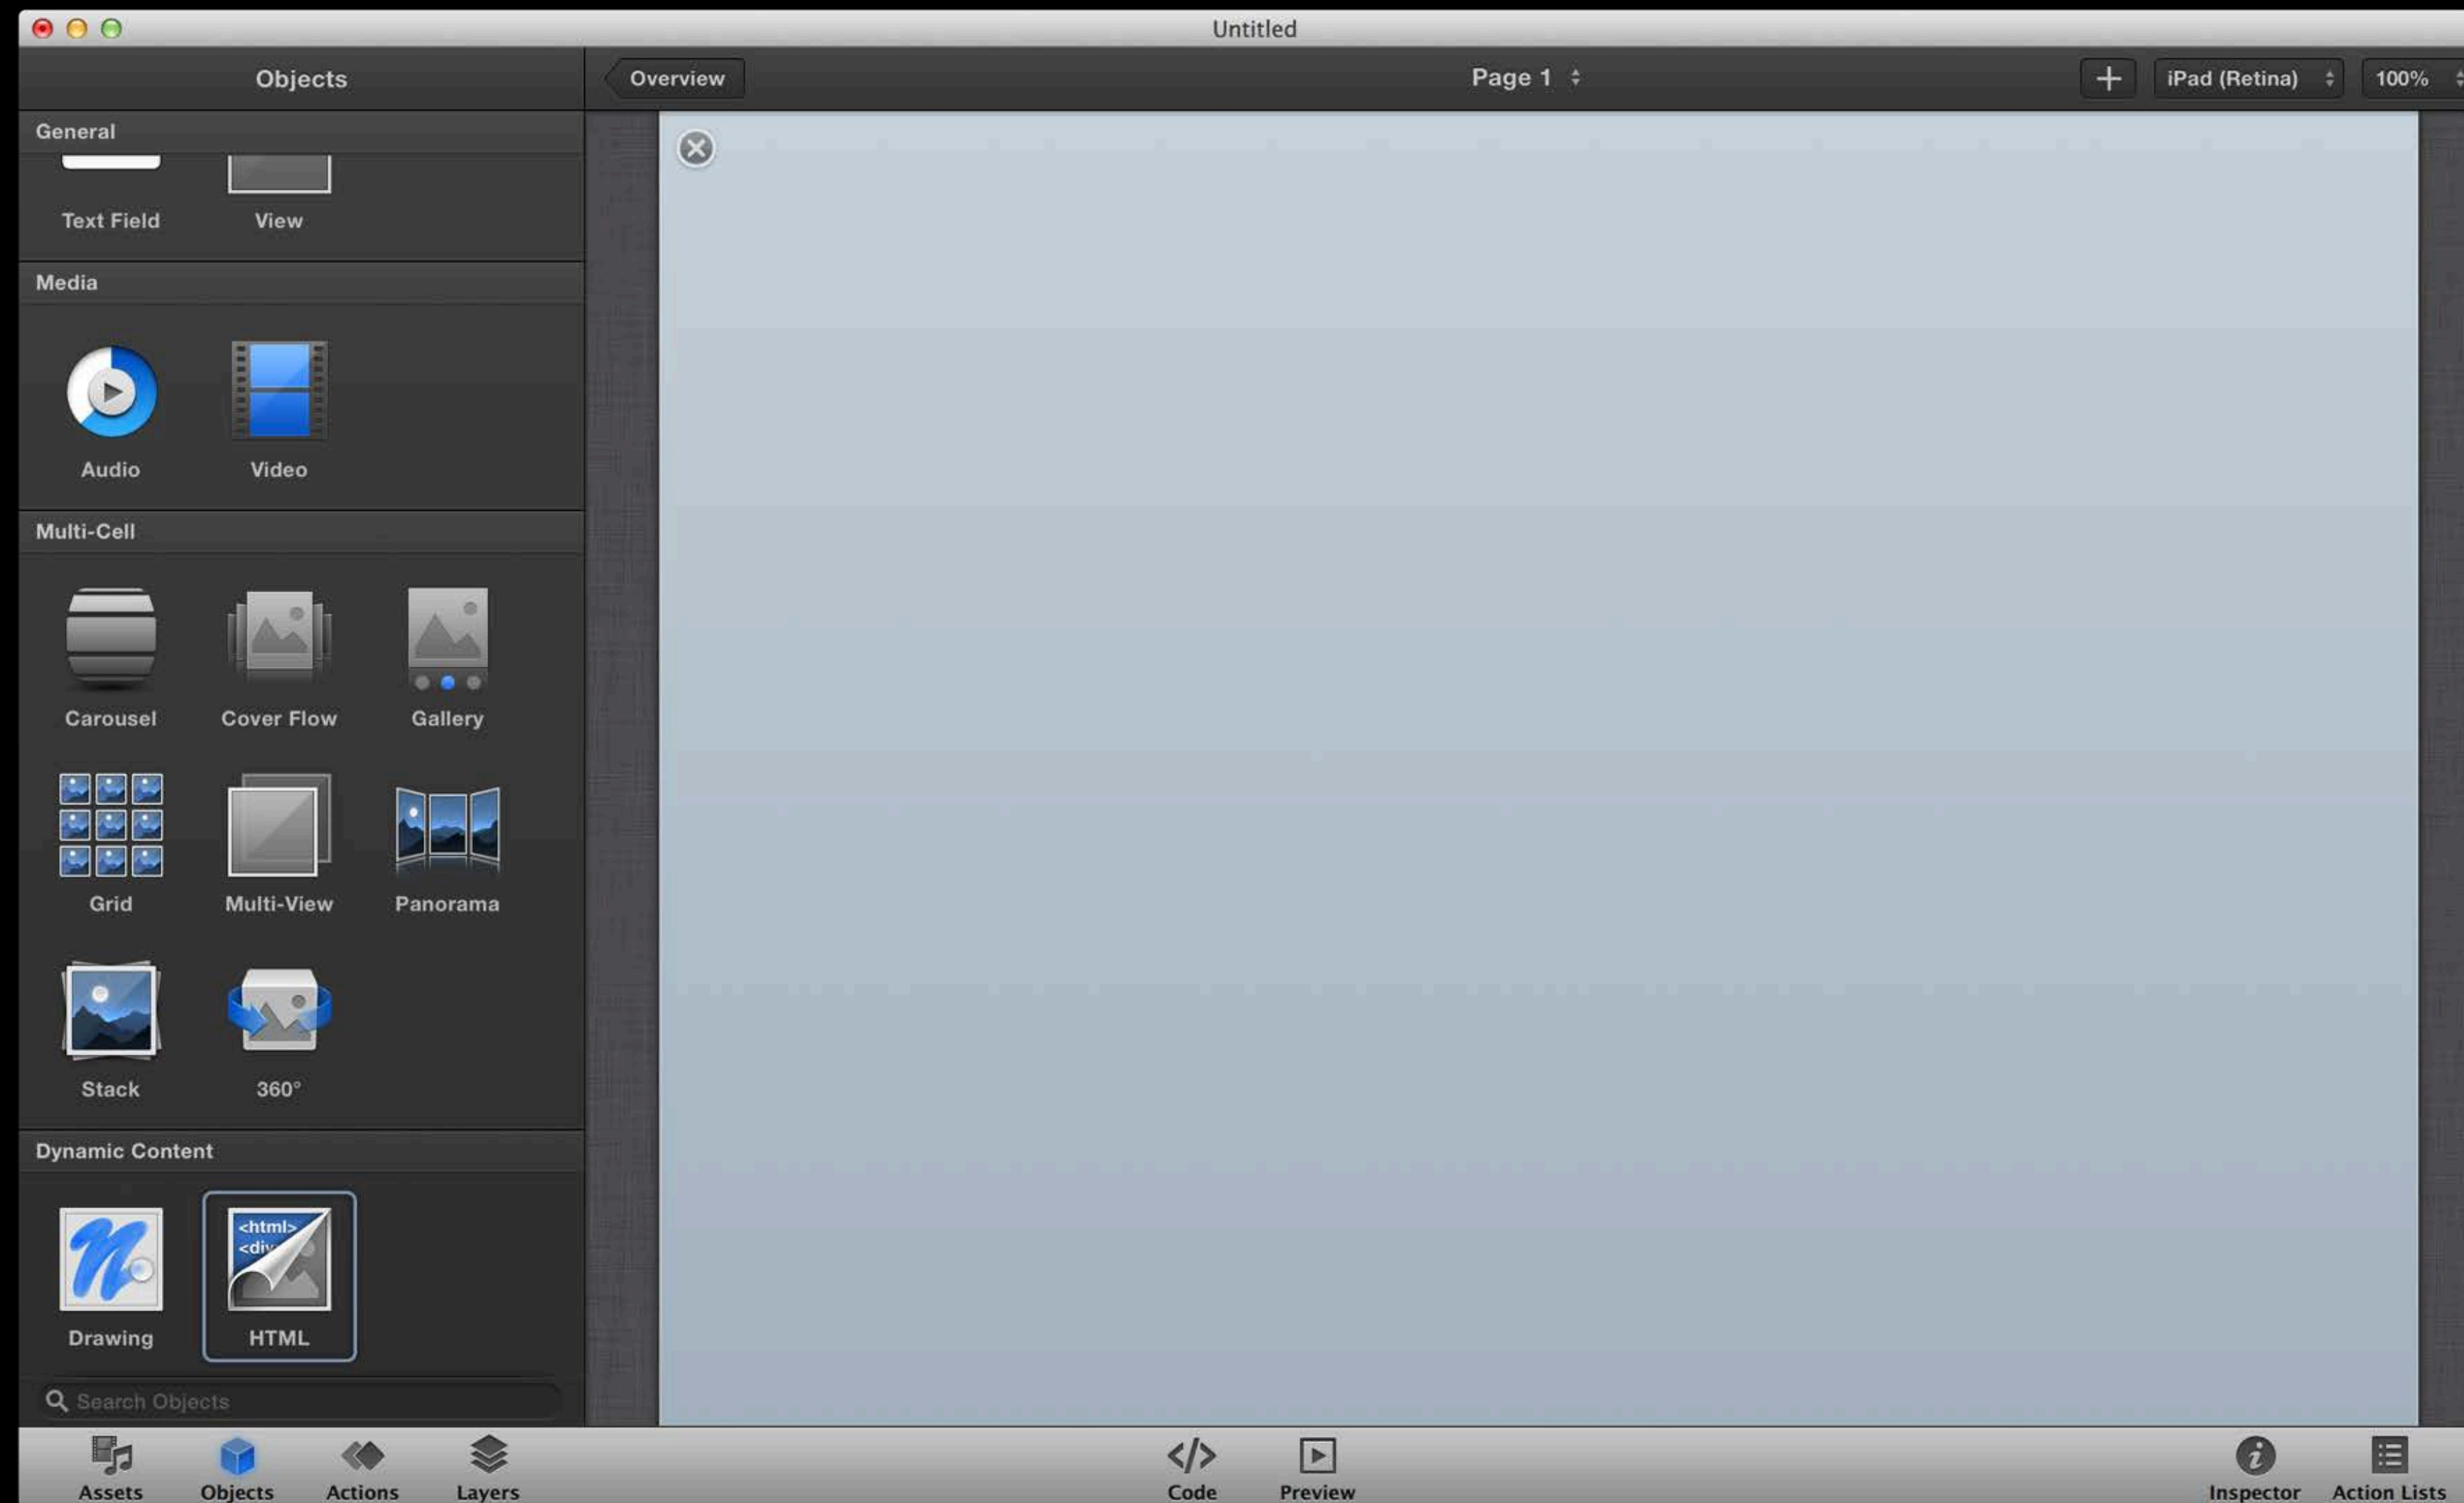 Untitled
Objects
Overview
Page 1
iPad (Retina)
100%
General
Text Field
View
Media
Audio
Video
Multi-Cell
Carousel
Cover Flow
Gallery
Grid
Multi-View
Panorama
Stack
360°
Dynamic Content
<html>
<div
Drawing
HTML
Search Objects
Assets
Objects
Actions
Layers
</>
Code
Preview
Inspector
Action Lists